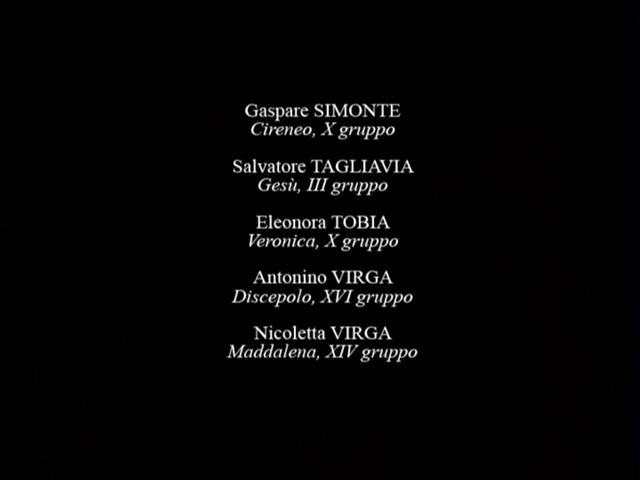 Gaspare SIMONTE
Cireneo, X gruppo
Salvatore TAGLIAVIA
Gesù, III gruppo
Eleonora TOBIA
Veronica, X gruppo
Antonino VIRGA
Discepolo, XVI gruppo
Nicoletta VIRGA
Maddalena, XIV gruppo